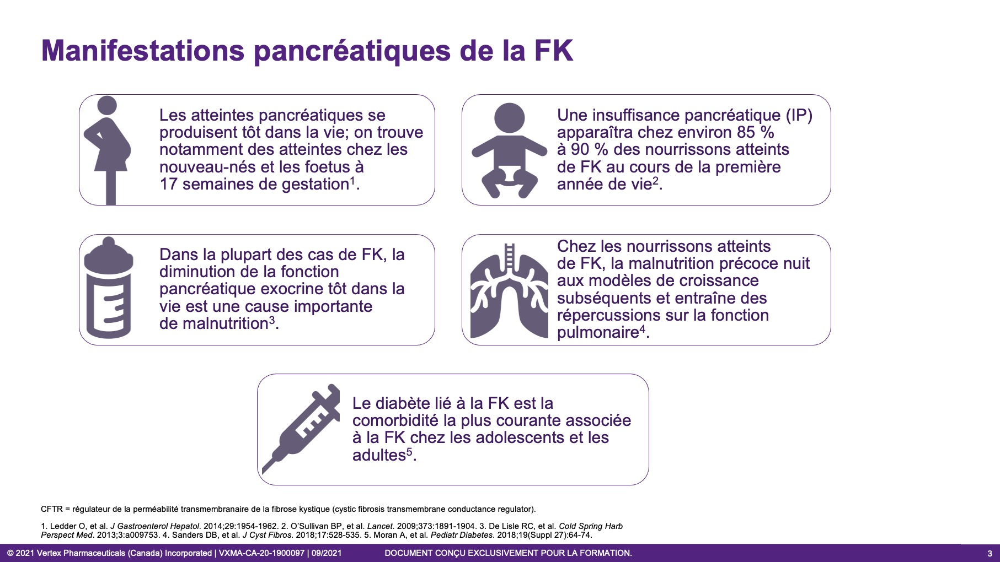 Manifestations pancréatiques de la FK
Les atteintes pancréatiques se
produisent tôt dans la vie; on trouve
notamment des atteintes chez les
nouveau-nés et les foetus à
17 semaines de gestation¹.
Une insuffisance pancréatique (IP)
apparaîtra chez environ 85 %
à 90 % des nourrissons atteints
de FK au cours de la première
année de vie².
Dans la plupart des cas de FK, la
diminution de la fonction
pancréatique exocrine tôt dans la
vie est une cause importante
de malnutrition³.
Chez les nourrissons atteints
de FK, la malnutrition précoce nuit
aux modèles de croissance
subséquents et entraîne des
répercussions sur la fonction
pulmonaire⁴.
Le diabète lié à la FK est la
comorbidité la plus courante associée
à la FK chez les adolescents et les
adultes⁵.
CFTR = régulateur de la perméabilité transmembranaire de la fibrose kystique (cystic fibrosis transmembrane conductance regulator).
1. Ledder O, et al. J Gastroenterol Hepatol. 2014;29:1954-1962. 2. O’Sullivan BP, et al. Lancet. 2009;373:1891-1904. 3. De Lisle RC, et al. Cold Spring Harb
Perspect Med. 2013;3:a009753. 4. Sanders DB, et al. J Cyst Fibros. 2018;17:528-535. 5. Moran A, et al. Pediatr Diabetes. 2018;19(Suppl 27):64-74.
© 2021 Vertex Pharmaceuticals (Canada) Incorporated | VXMA-CA-20-1900097 | 09/2021 DOCUMENT CONÇU EXCLUSIVEMENT POUR LA FORMATION. 3